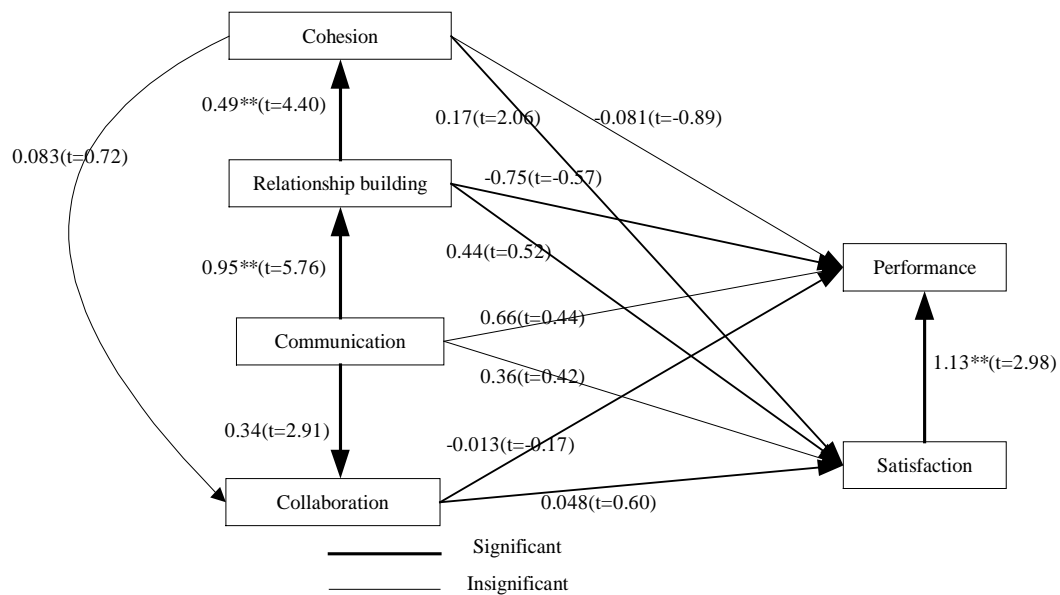 Cohesion
0.49**(t=4.40)
0.17(t=2.06)
-0.081(t=-0.89)
0.083(t=0.72)
Relationship building
-0.75(t=-0.57)
0.44(t=0.52)
0.95**(t=5.76)
Performance
0.66(t=0.44)
Communication
0.36(t=0.42)
1.13**(t=2.98)
0.34(t=2.91)
-0.013(t=-0.17)
Satisfaction
Collaboration
0.048(t=0.60)
Significant
Insignificant